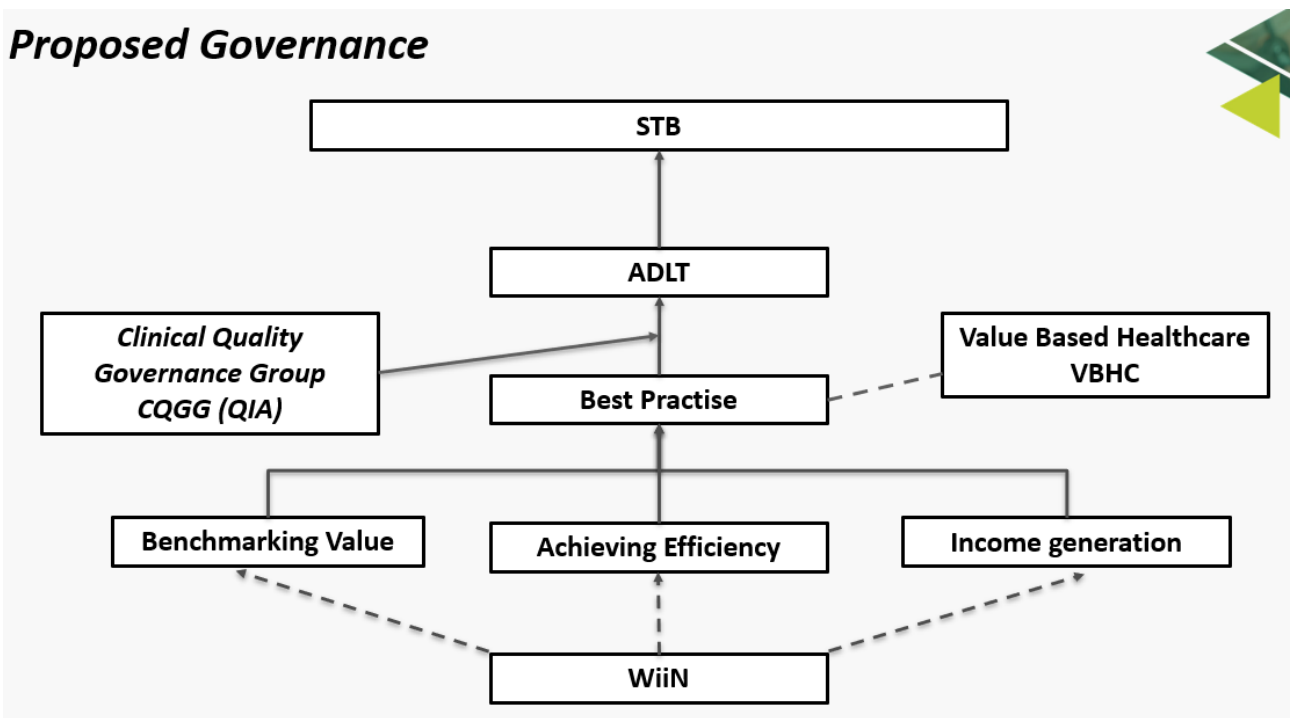 Proposed Governance
STB
ADLT
Clinical Quality
Governance Group
CQGG (QIA)
Value Based Healthcare
VBHC
Best Practise
Benchmarking Value
Achieving Efficiency
Income generation
WiiN